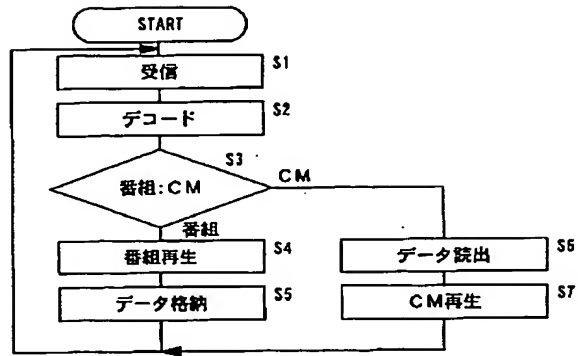 START
受信 S1
デコード S2
S3
番組:CM CM
番組
番組再生 S4
データ格納 S5
データ読出 S6
CM再生 S7